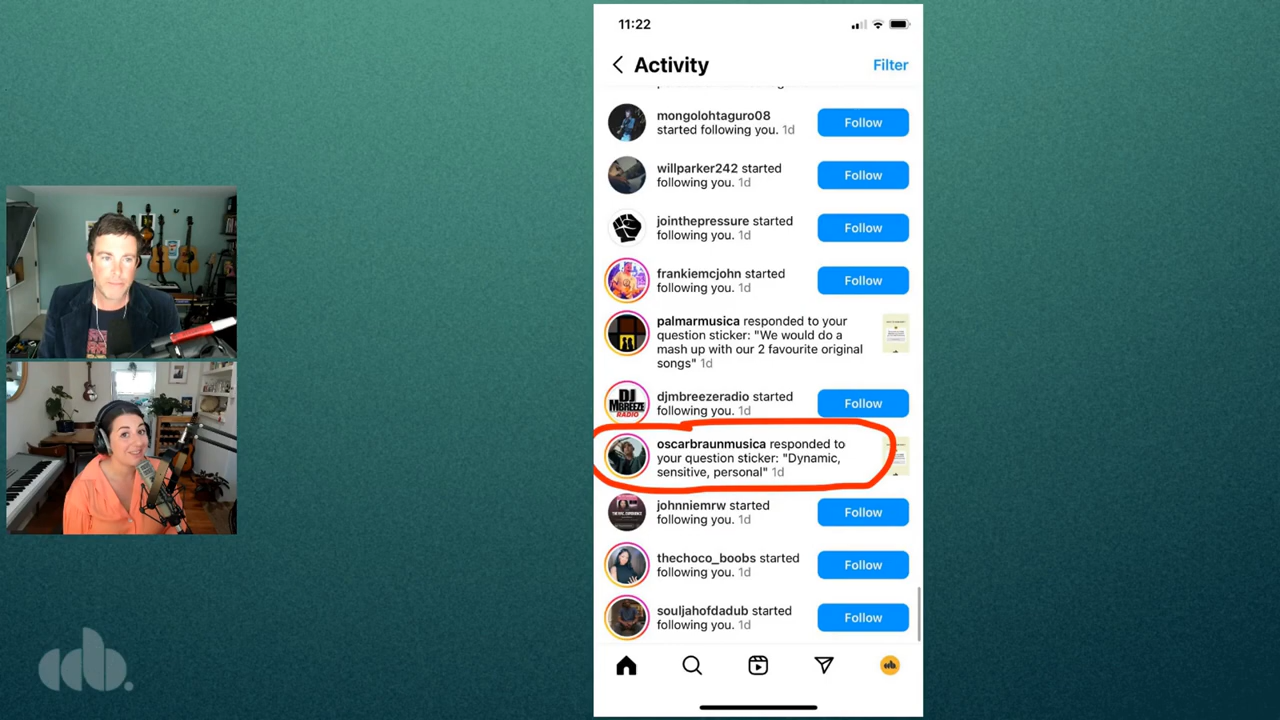 11:22
Activity
Filter
mongolohtaguro08
started following you. 1d
Follow
willparker242 started
following you. 1d
Follow
jointhepressure started
following you. 1d
Follow
frankiemcjohn started
following you. 1d
Follow
palmarmusica responded to your
question sticker: "We would do a
mash up with our 2 favourite original
songs" 1d
DJ
MBREEZE
RADIO
djmbreezeradio started
following you. 1d
Follow
oscarbraunmusica responded to
your question sticker: "Dynamic,
sensitive, personal" 1d
johnniemrw started
following you. 1d
Follow
thechoco_boobs started
following you. 1d
Follow
souljahofdadub started
following you. 1d
Follow
cdb.